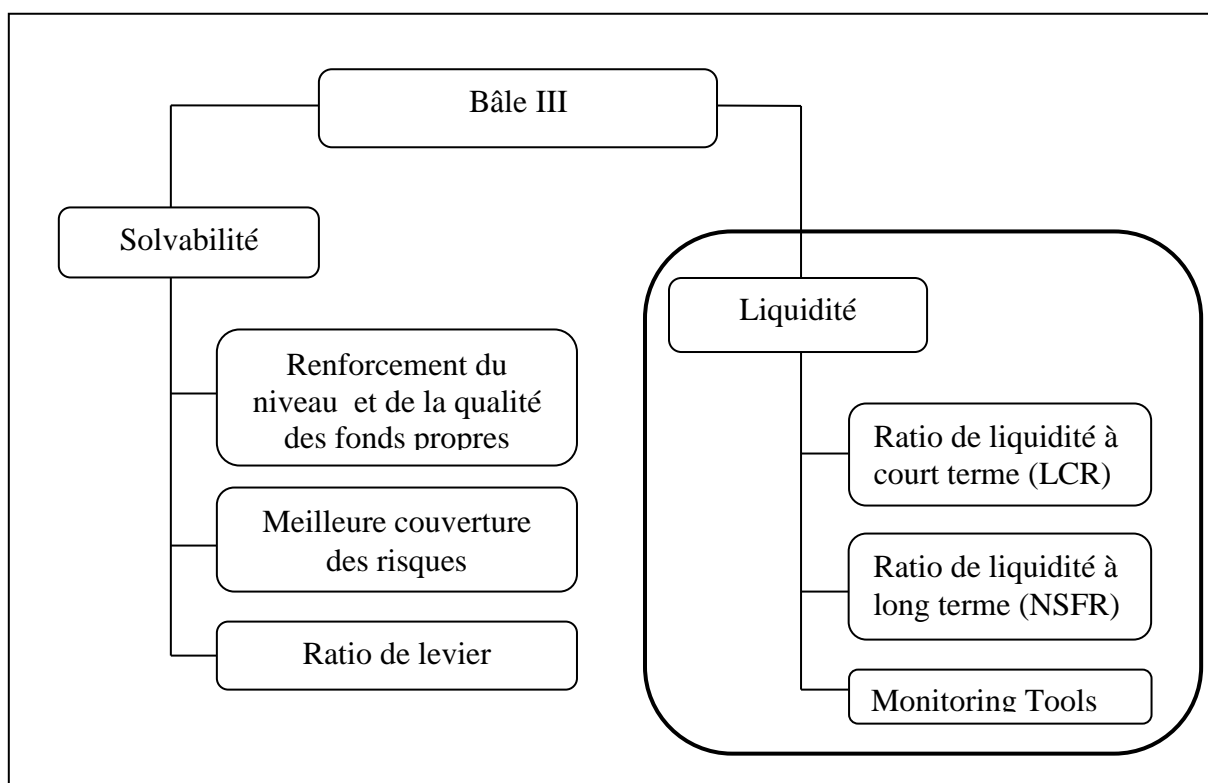 Bâle III
Solvabilité
Renforcement du
niveau et de la qualité
des fonds propres
Meilleure couverture
des risques
Ratio de levier
Liquidité
Ratio de liquidité à
court terme (LCR)
Ratio de liquidité à
long terme (NSFR)
Monitoring Tools